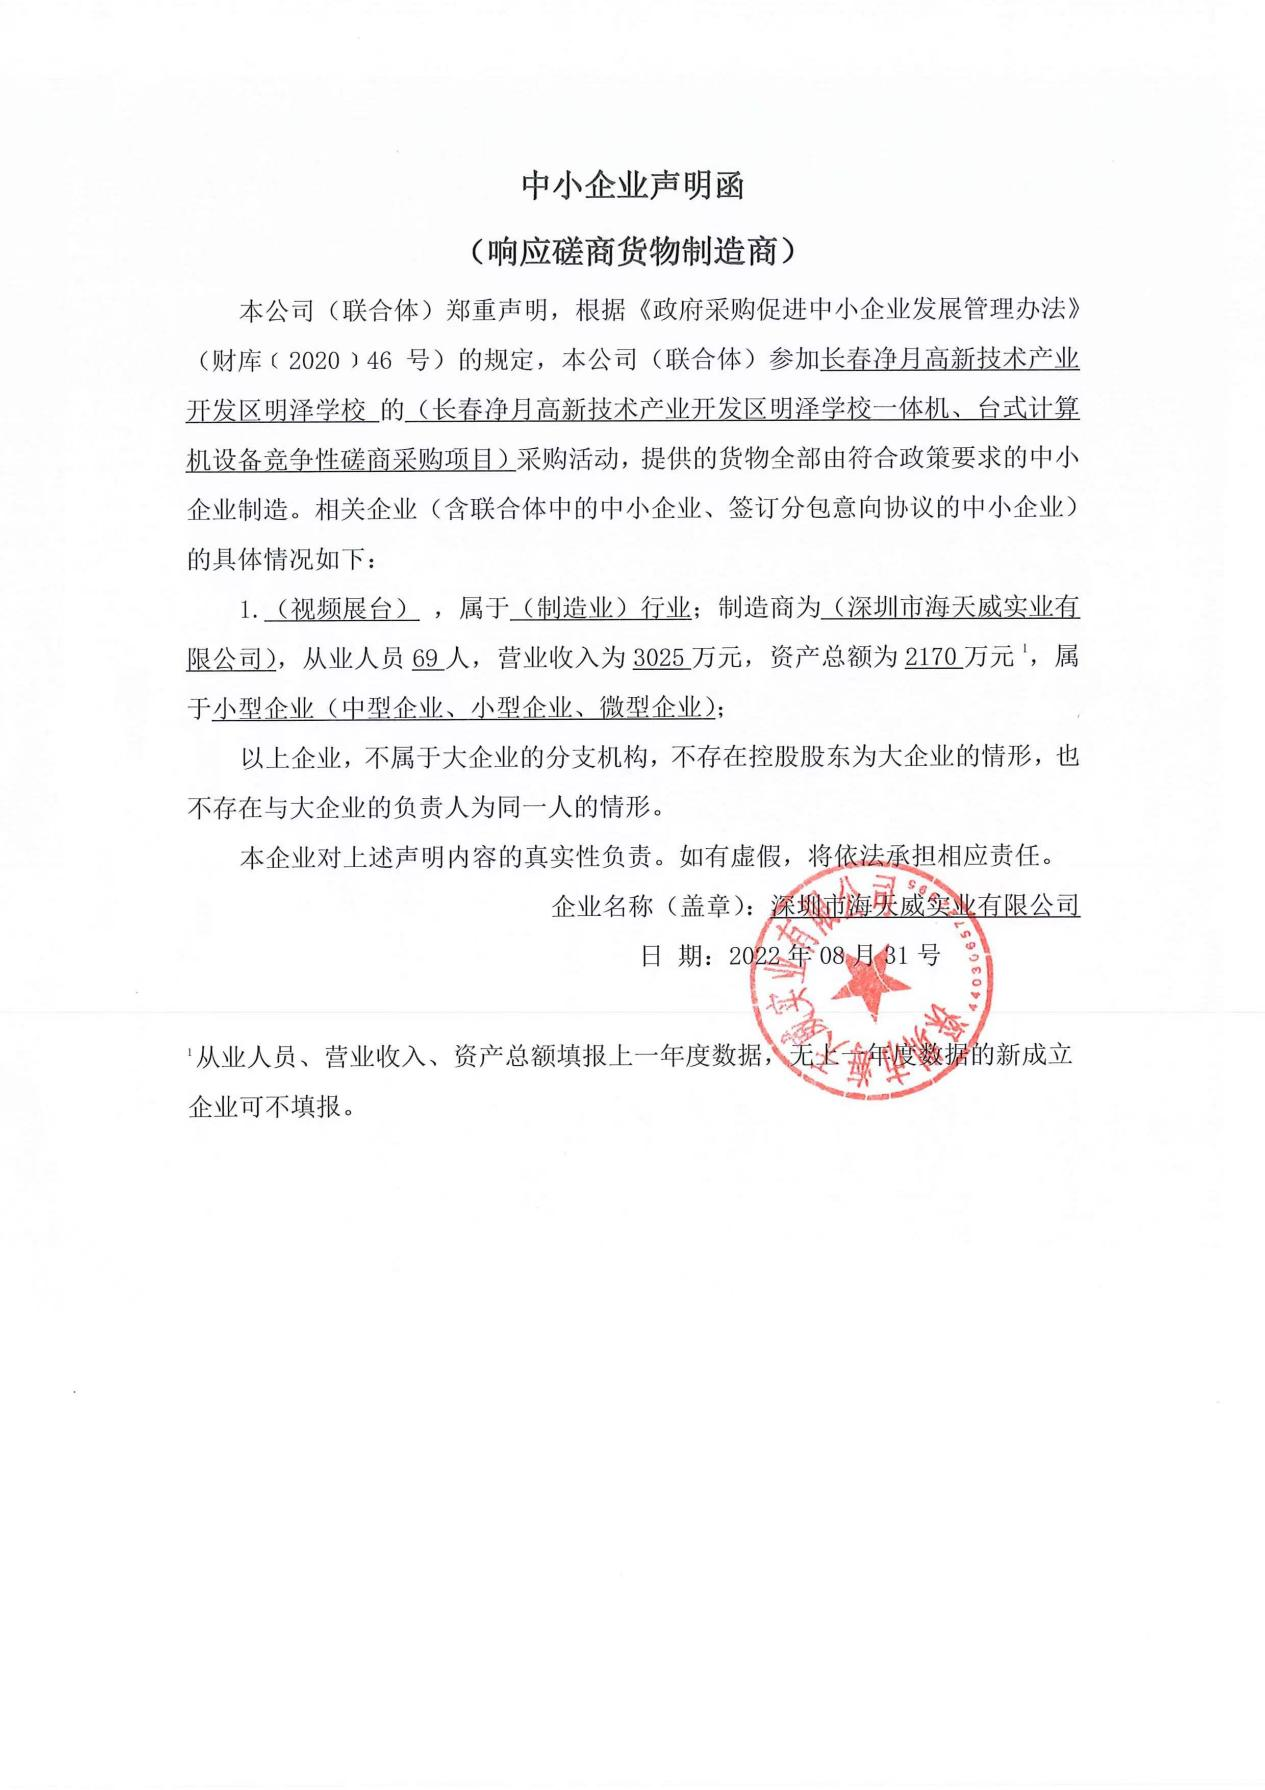 中小企业声明函
（响应磋商货物制造商）
本公司（联合体）郑重声明，根据《政府采购促进中小企业发展管理办法》
（财库﹝2020﹞46 号）的规定，本公司（联合体）参加长春净月高新技术产业
开发区明泽学校 的（长春净月高新技术产业开发区明泽学校一体机、台式计算
机设备竞争性磋商采购项目）采购活动，提供的货物全部由符合政策要求的中小
企业制造。相关企业（含联合体中的中小企业、签订分包意向协议的中小企业）
的具体情况如下：
1. （视频展台） ，属于（制造业）行业；制造商为（深圳市海天威实业有
限公司），从业人员 69 人，营业收入为 3025 万元，资产总额为 2170 万元¹，属
于小型企业（中型企业、小型企业、微型企业）；
以上企业，不属于大企业的分支机构，不存在控股股东为大企业的情形，也
不存在与大企业的负责人为同一人的情形。
本企业对上述声明内容的真实性负责。如有虚假，将依法承担相应责任。
企业名称（盖章）：深圳市海天威实业有限公司
日 期：2022 年 08 月 31 号
深圳市海天威实业有限公司
¹从业人员、营业收入、资产总额填报上一年度数据，无上一年度数据的新成立
企业可不填报。